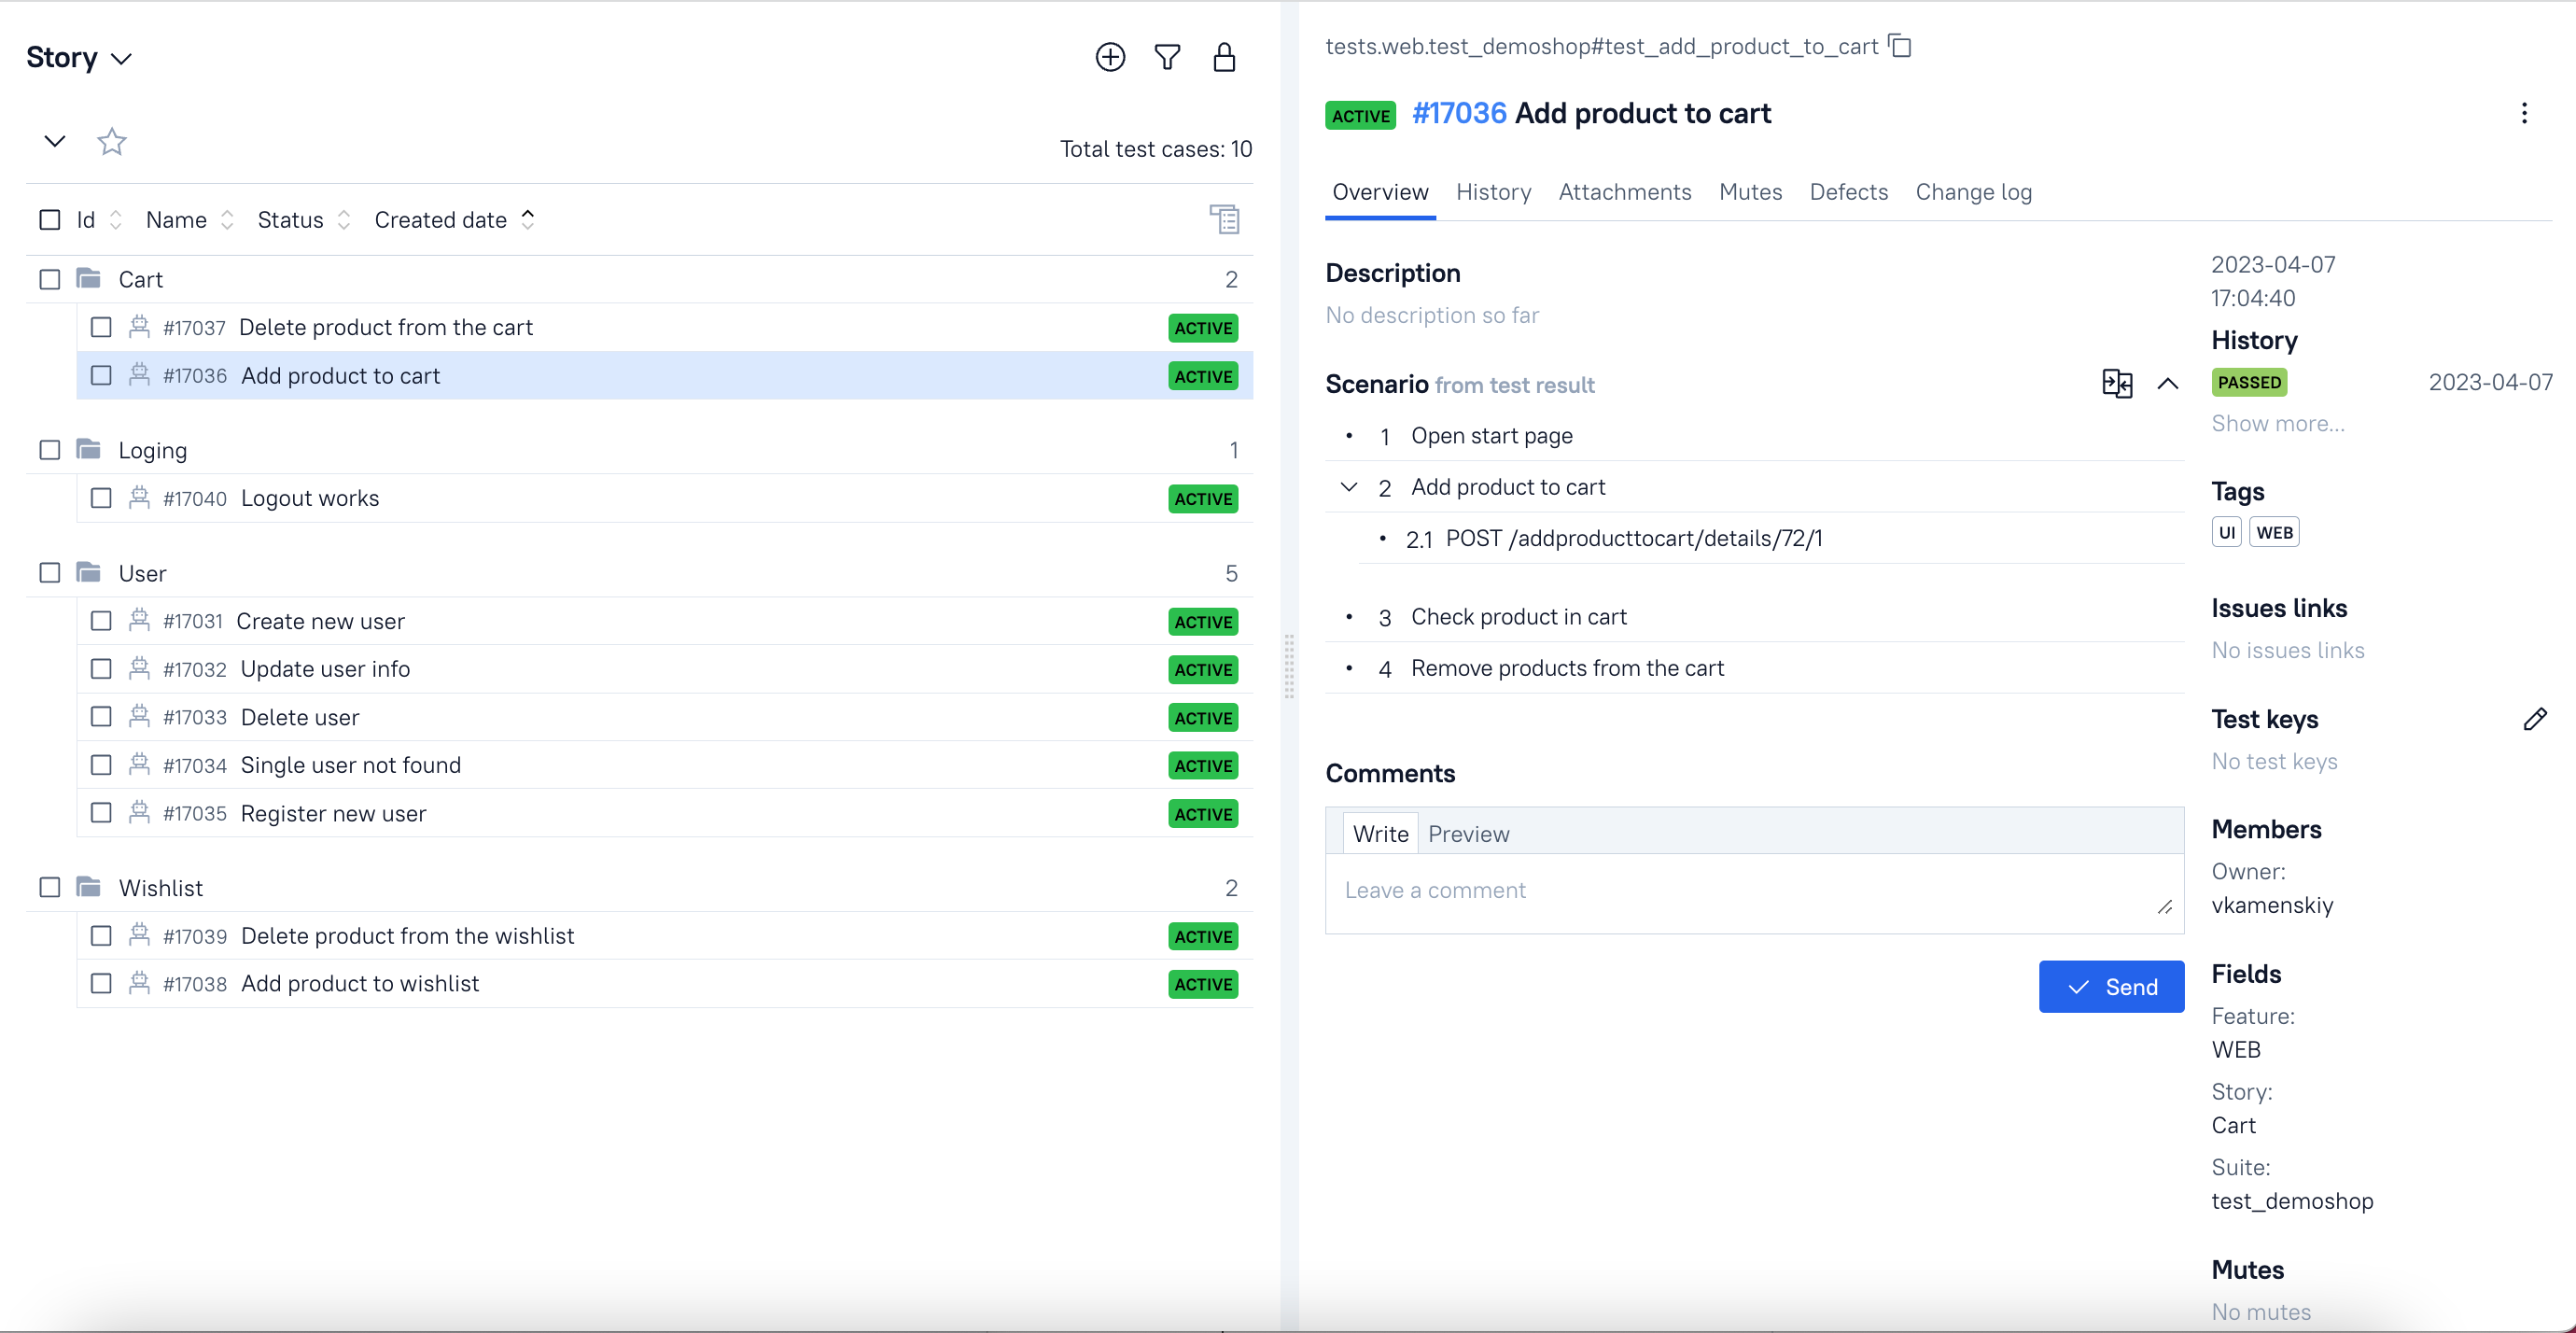 Story
Total test cases: 10
Id Name Status Created date
Cart 2
#17037 Delete product from the cart ACTIVE
#17036 Add product to cart ACTIVE
Loging 1
#17040 Logout works ACTIVE
User 5
#17031 Create new user ACTIVE
#17032 Update user info ACTIVE
#17033 Delete user ACTIVE
#17034 Single user not found ACTIVE
#17035 Register new user ACTIVE
Wishlist 2
#17039 Delete product from the wishlist ACTIVE
#17038 Add product to wishlist ACTIVE
tests.web.test_demoshop#test_add_product_to_cart
ACTIVE #17036 Add product to cart
Overview History Attachments Mutes Defects Change log
Description
No description so far
Scenario from test result
1 Open start page
2 Add product to cart
2.1 POST /addproducttocart/details/72/1
3 Check product in cart
4 Remove products from the cart
Comments
Write Preview
Leave a comment
Send
2023-04-07
17:04:40
History
PASSED 2023-04-07
Show more...
Tags
UI WEB
Issues links
No issues links
Test keys
No test keys
Members
Owner:
vkamenskiy
Fields
Feature:
WEB
Story:
Cart
Suite:
test_demoshop
Mutes
No mutes